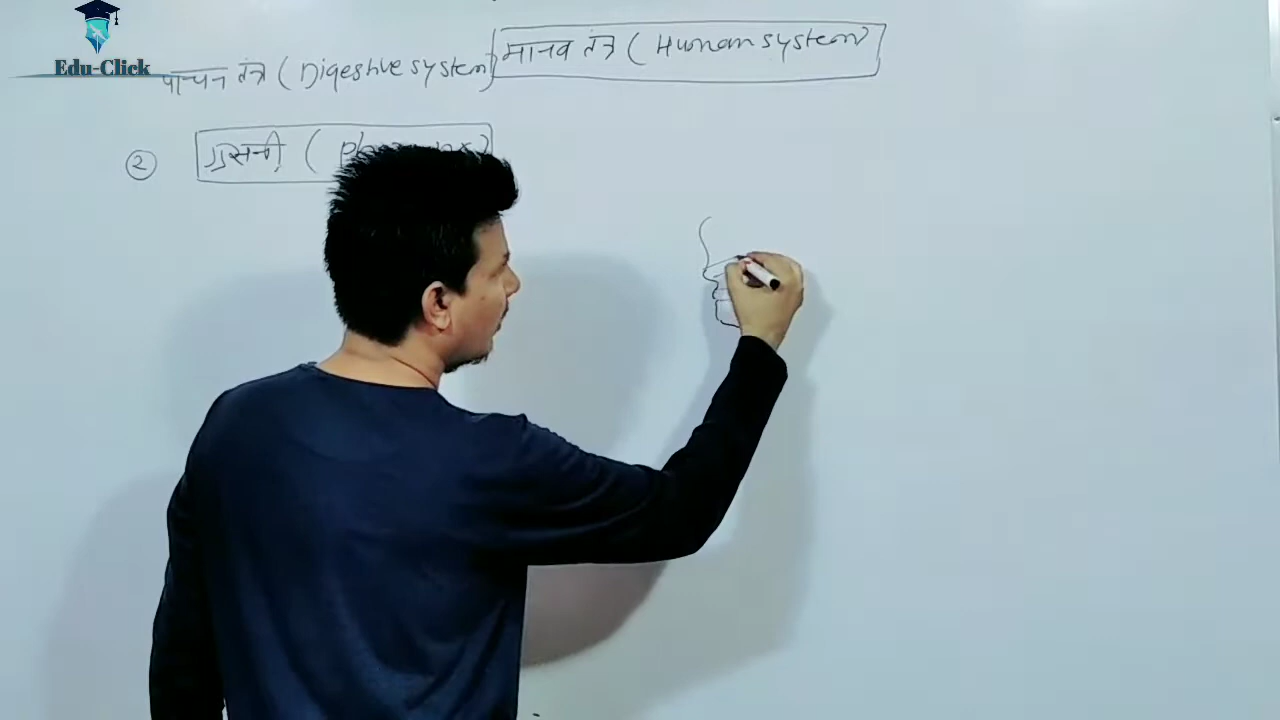 Edu-Click
मानव तंत्र ( Human system)
पाचन तंत्र ( Digestive system)
② ग्रसनी (